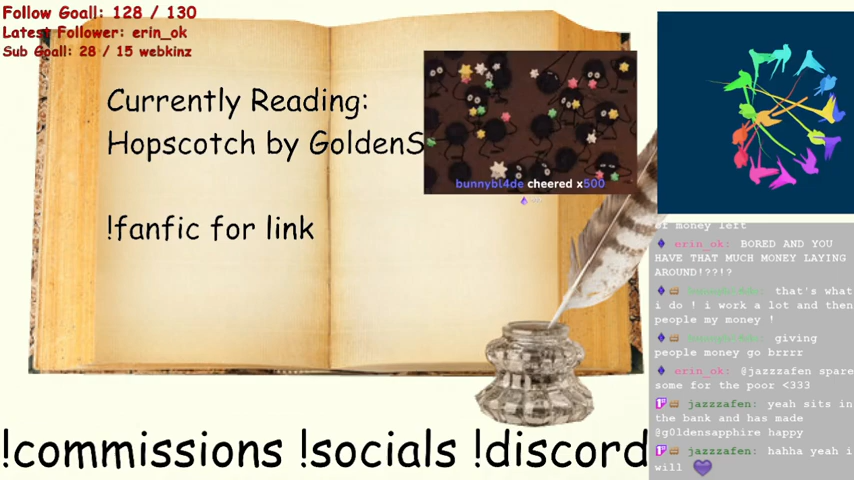 Follow Goal: 128 / 130
Latest Follower: erin_ok
Sub Goall: 28 / 15 webkinz
Currently Reading:
Hopscotch by GoldenS
!fanfic for link
bunnybl4de cheered x500
!commissions !socials !discord
of money left
erin_ok: BORED AND YOU
HAVE THAT MUCH MONEY LAYING
AROUND!??!?
that's what
i do ! i work a lot and then
people my money !
giving
people money go brrrr
erin_ok: @jazzzafen spare
some for the poor <333
jazzzafen: yeah sits in
the bank and has made
@g0ldensapphire happy
jazzzafen: hahha yeah i
will